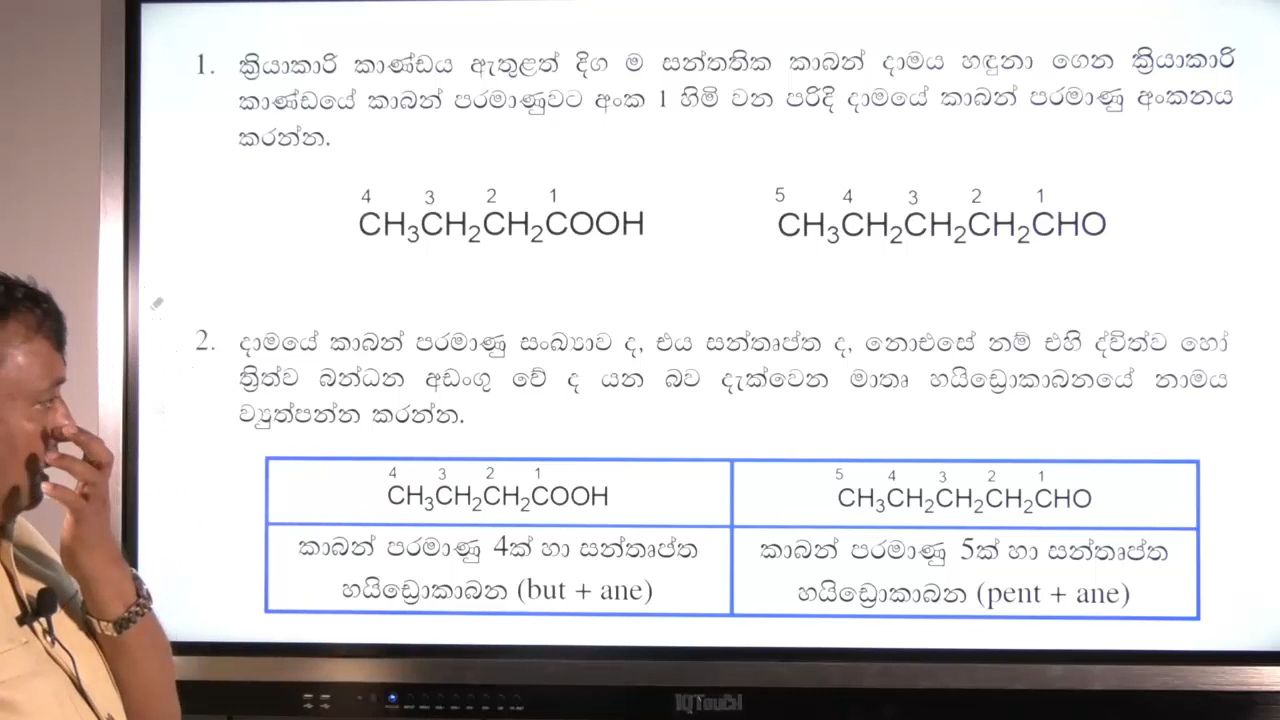 1. ක්‍රියාකාරි කාණ්ඩය ඇතුළත් දිග ම සන්තතික කාබන් දාමය හඳුනා ගෙන ක්‍රියාකාරි
කාණ්ඩයේ කාබන් පරමාණුවට අංක 1 හිමි වන පරිදි දාමයේ කාබන් පරමාණු අංකනය
කරන්න.
4 3 2 1 5 4 3 2 1
CH₃CH₂CH₂COOH CH₃CH₂CH₂CH₂CHO
2. දාමයේ කාබන් පරමාණු සංඛ්‍යාව ද, එය සන්තෘප්ත ද, නොඑසේ නම් එහි ද්විත්ව හෝ
ත්‍රිත්ව බන්ධන අඩංගු වේ ද යන බව දැක්වෙන මාතෘ හයිඩ්‍රොකාබනයේ නාමය
ව්‍යුත්පන්න කරන්න.
4 3 2 1 5 4 3 2 1
CH₃CH₂CH₂COOH CH₃CH₂CH₂CH₂CHO
කාබන් පරමාණු 4ක් හා සන්තෘප්ත කාබන් පරමාණු 5ක් හා සන්තෘප්ත
හයිඩ්‍රොකාබන (but + ane) හයිඩ්‍රොකාබන (pent + ane)
IQTouch